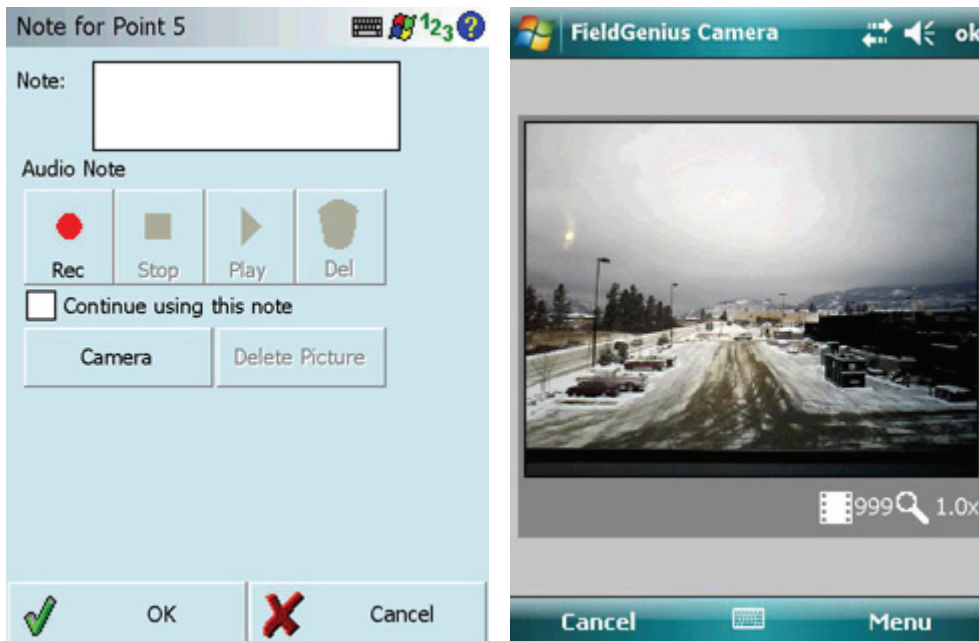 Note for Point 5
123
?
Note:
Audio Note
Rec Stop Play Del
Continue using this note
Camera Delete Picture
OK Cancel
FieldGenius Camera
ok
999 1.0x
Cancel Menu